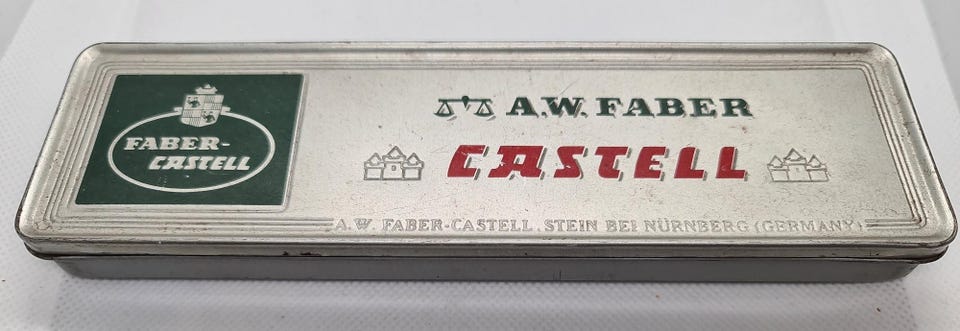 FABER-
CASTELL
A.W. FABER
CASTELL
A.W. FABER-CASTELL. STEIN BEI NÜRNBERG (GERMANY)